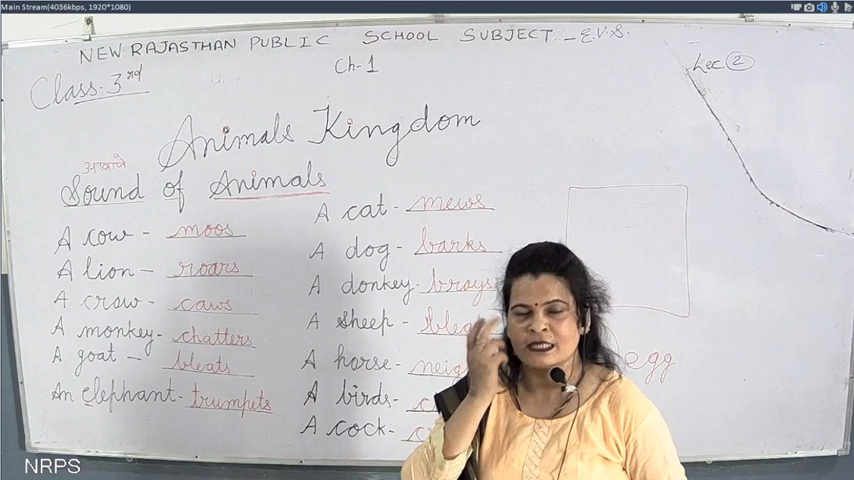 Main Stream(4036kbps, 1920*1080)
NEW RAJASTHAN PUBLIC SCHOOL SUBJECT - E.V.S.
Class- 3rd
Ch-1
Lec 2
Animals Kingdom
आवाजे
Sound of Animals
A cow - moos
A lion - roars
A crow - caws
A monkey - chatters
A goat - bleats
An elephant - trumpets
A cat - mews
A dog - barks
A donkey - brays
A sheep -
A horse -
A birds -
A cock -
egg
NRPS